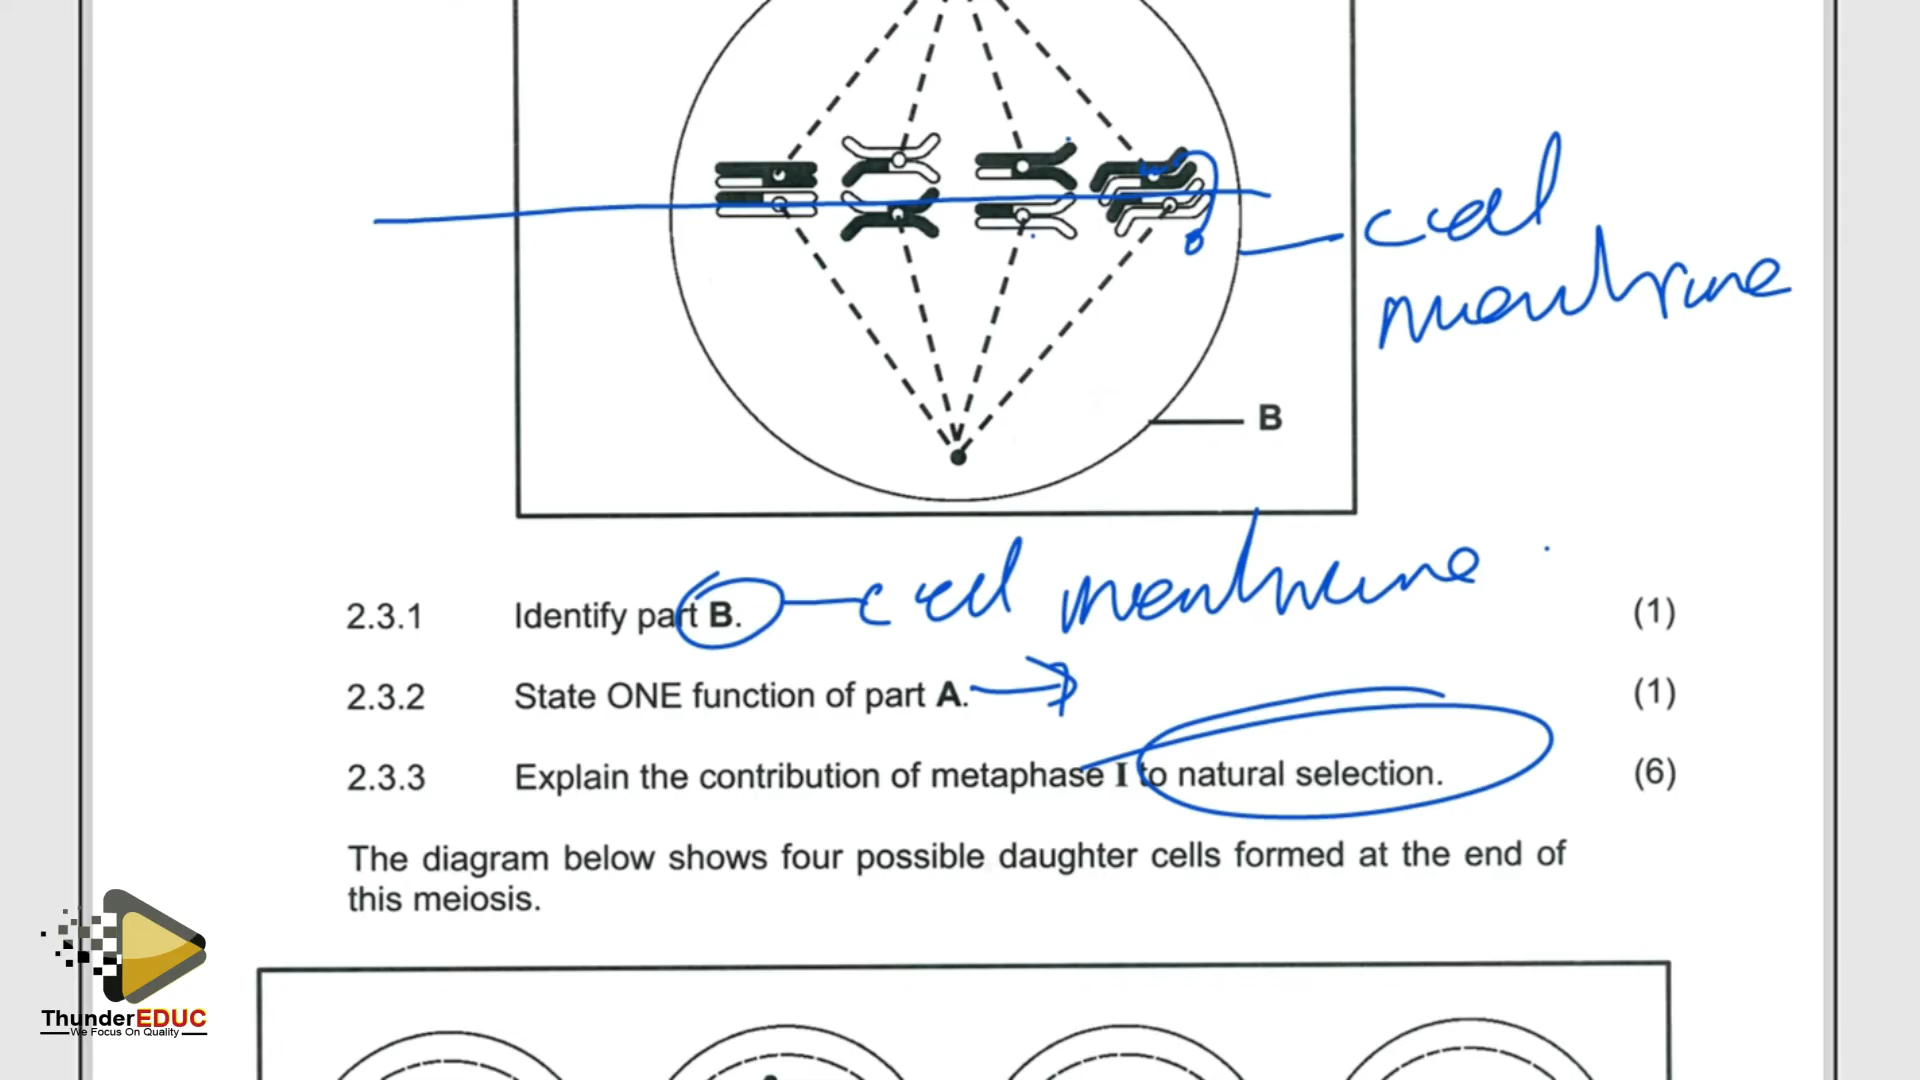 cell
membrane
B
2.3.1 Identify part B. cell membrane (1)
2.3.2 State ONE function of part A. (1)
2.3.3 Explain the contribution of metaphase I to natural selection. (6)
The diagram below shows four possible daughter cells formed at the end of
this meiosis.
ThunderEDUC
We Focus On Quality